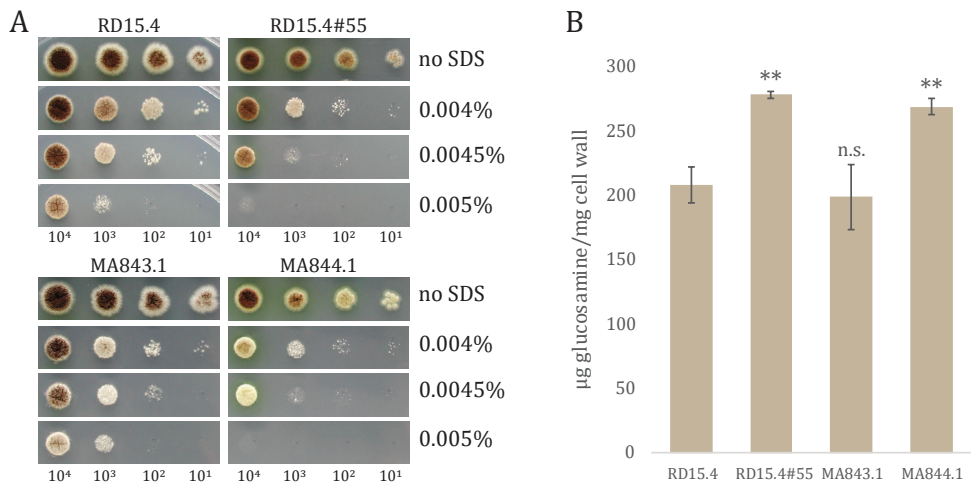 A
RD15.4 RD15.4#55
no SDS
0.004%
0.0045%
0.005%
10⁴ 10³ 10² 10¹ 10⁴ 10³ 10² 10¹
MA843.1 MA844.1
no SDS
0.004%
0.0045%
0.005%
10⁴ 10³ 10² 10¹ 10⁴ 10³ 10² 10¹
B
µg glucosamine/mg cell wall
300
250
200
150
100
50
0
** n.s. **
RD15.4 RD15.4#55 MA843.1 MA844.1